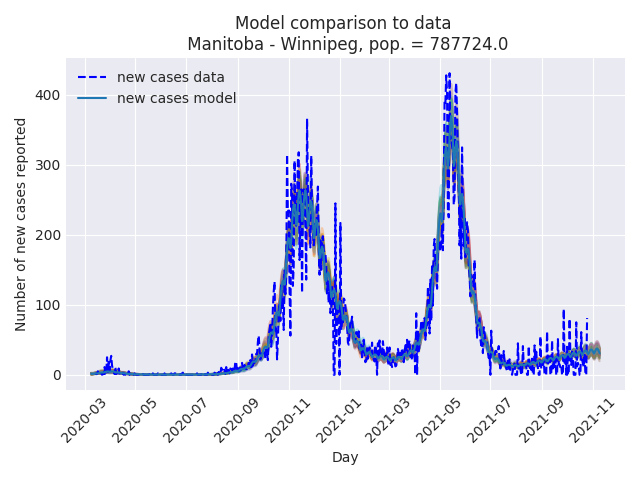 Model comparison to data
Manitoba - Winnipeg, pop. = 787724.0
new cases data
new cases model
Number of new cases reported
400
300
200
100
0
2020-03
2020-05
2020-07
2020-09
2020-11
2021-01
2021-03
2021-05
2021-07
2021-09
2021-11
Day